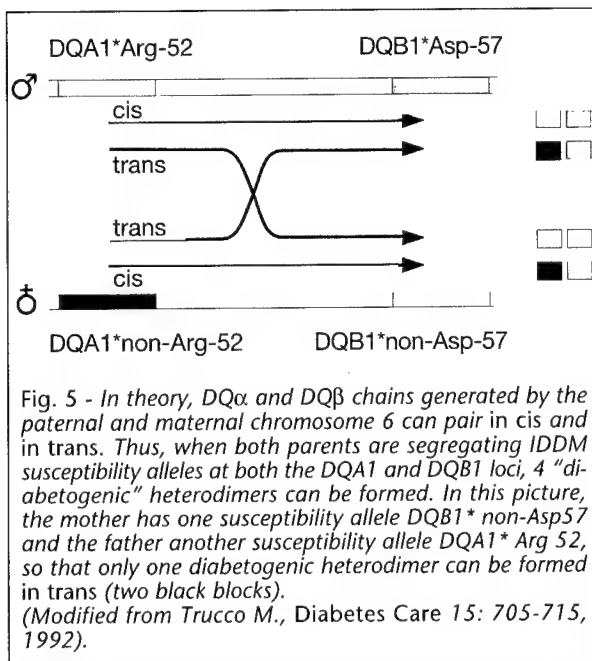 DQA1*Arg-52 DQB1*Asp-57
♂
cis
trans
trans
cis
♀
DQA1*non-Arg-52 DQB1*non-Asp-57
Fig. 5 - In theory, DQα and DQβ chains generated by the
paternal and maternal chromosome 6 can pair in cis and
in trans. Thus, when both parents are segregating IDDM
susceptibility alleles at both the DQA1 and DQB1 loci, 4 "di-
abetogenic" heterodimers can be formed. In this picture,
the mother has one susceptibility allele DQB1* non-Asp57
and the father another susceptibility allele DQA1* Arg 52,
so that only one diabetogenic heterodimer can be formed
in trans (two black blocks).
(Modified from Trucco M., Diabetes Care 15: 705-715,
1992).